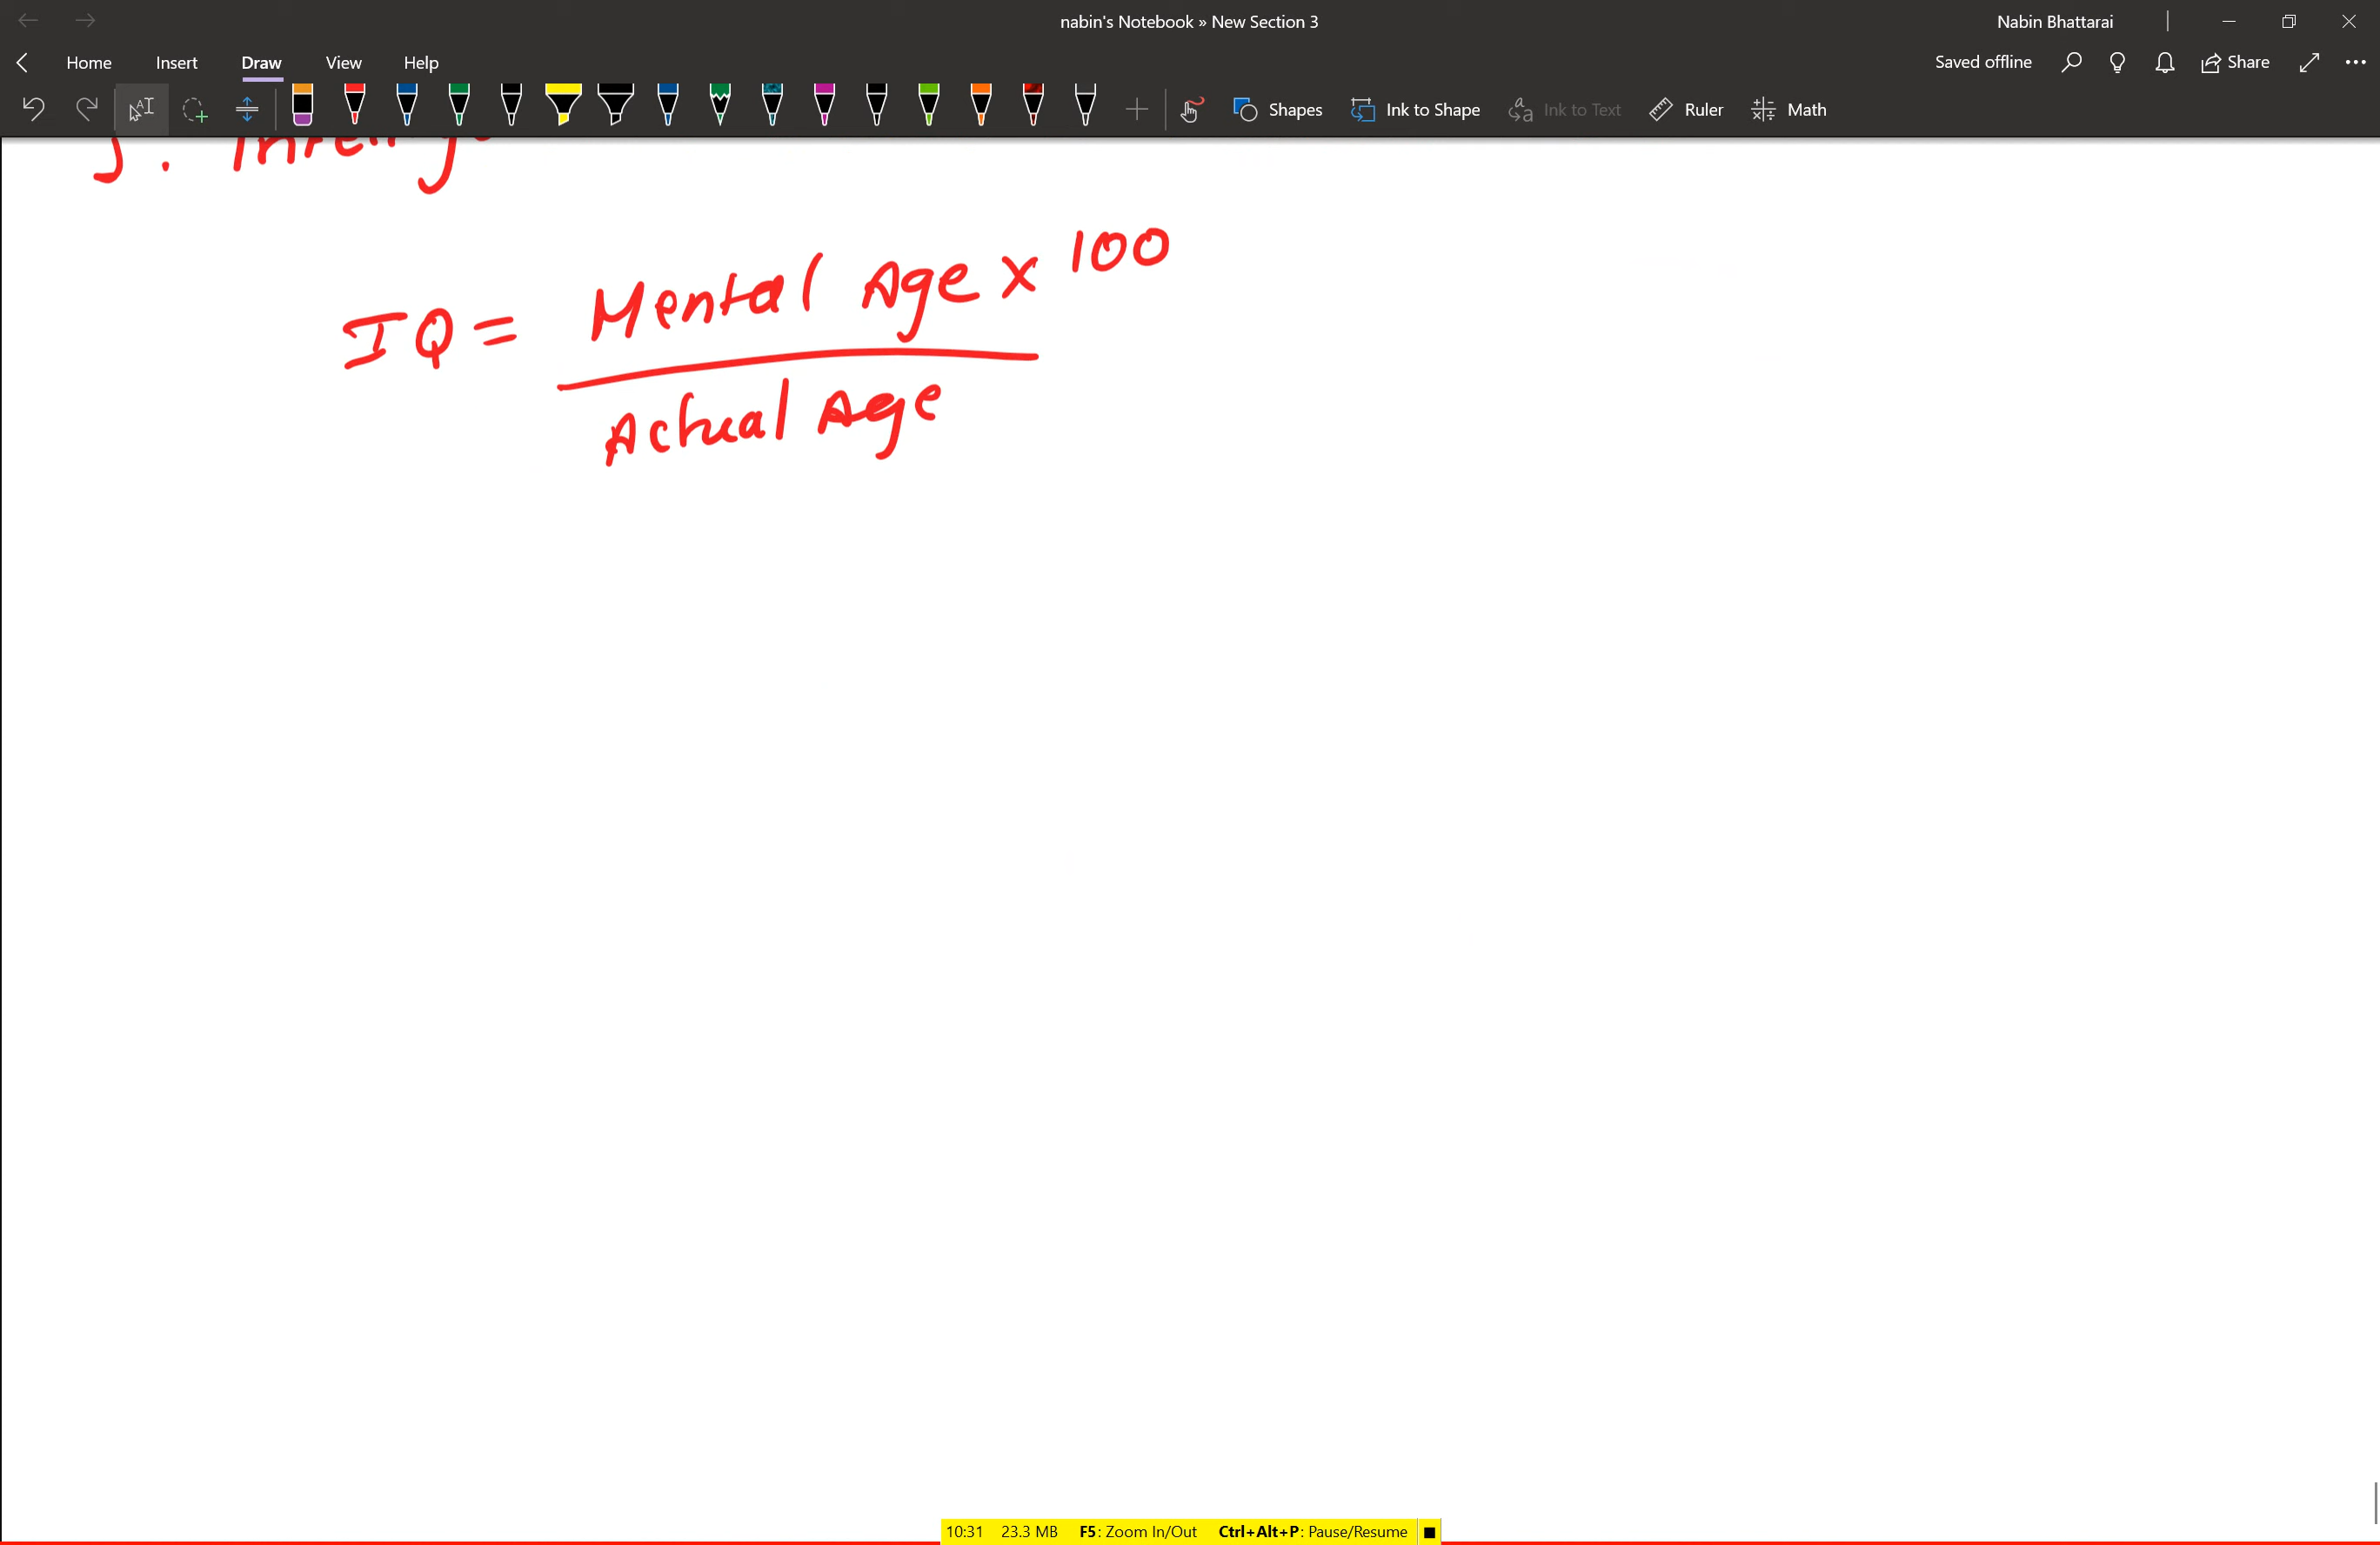 nabin's Notebook » New Section 3
Nabin Bhattarai
Home Insert Draw View Help
Saved offline Share
Shapes Ink to Shape Ink to Text Ruler Math
IQ = Mental Age x 100
Actual Age
10:31 23.3 MB F5: Zoom In/Out Ctrl+Alt+P: Pause/Resume